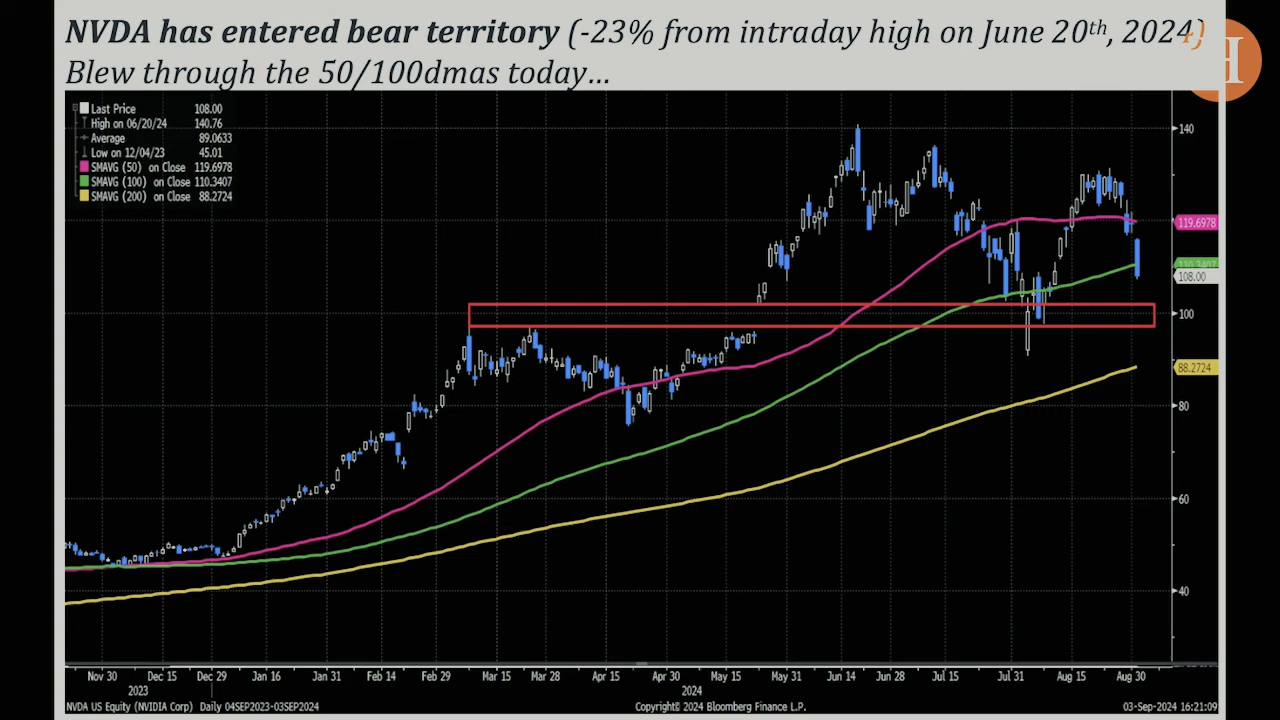 NVDA has entered bear territory (-23% from intraday high on June 20th, 2024)
Blew through the 50/100dmas today…
H
Last Price 108.00
High on 06/20/24 140.76
Average 89.0633
Low on 12/04/23 45.01
SMAVG (50) on Close 119.6978
SMAVG (100) on Close 110.3407
SMAVG (200) on Close 88.2724
140
119.6978
110.3407
108.00
100
88.2724
80
60
40
Nov 30 Dec 15 Dec 29 Jan 16 Jan 31 Feb 14 Feb 29 Mar 15 Mar 28 Apr 15 Apr 30 May 15 May 31 Jun 14 Jun 28 Jul 15 Jul 31 Aug 15 Aug 30
2023 2024
NVDA US Equity (NVIDIA Corp) Daily 04SEP2023-03SEP2024 Copyright© 2024 Bloomberg Finance L.P. 03-Sep-2024 16:21:09